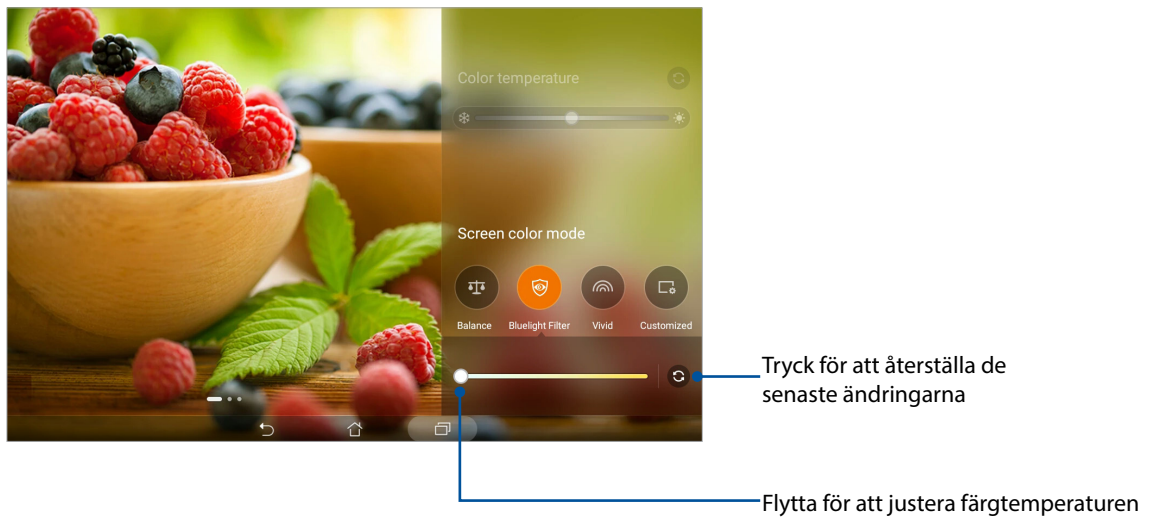 Color temperature
Screen color mode
Balance
Bluelight Filter
Vivid
Customized
Tryck för att återställa de
senaste ändringarna
Flytta för att justera färgtemperaturen